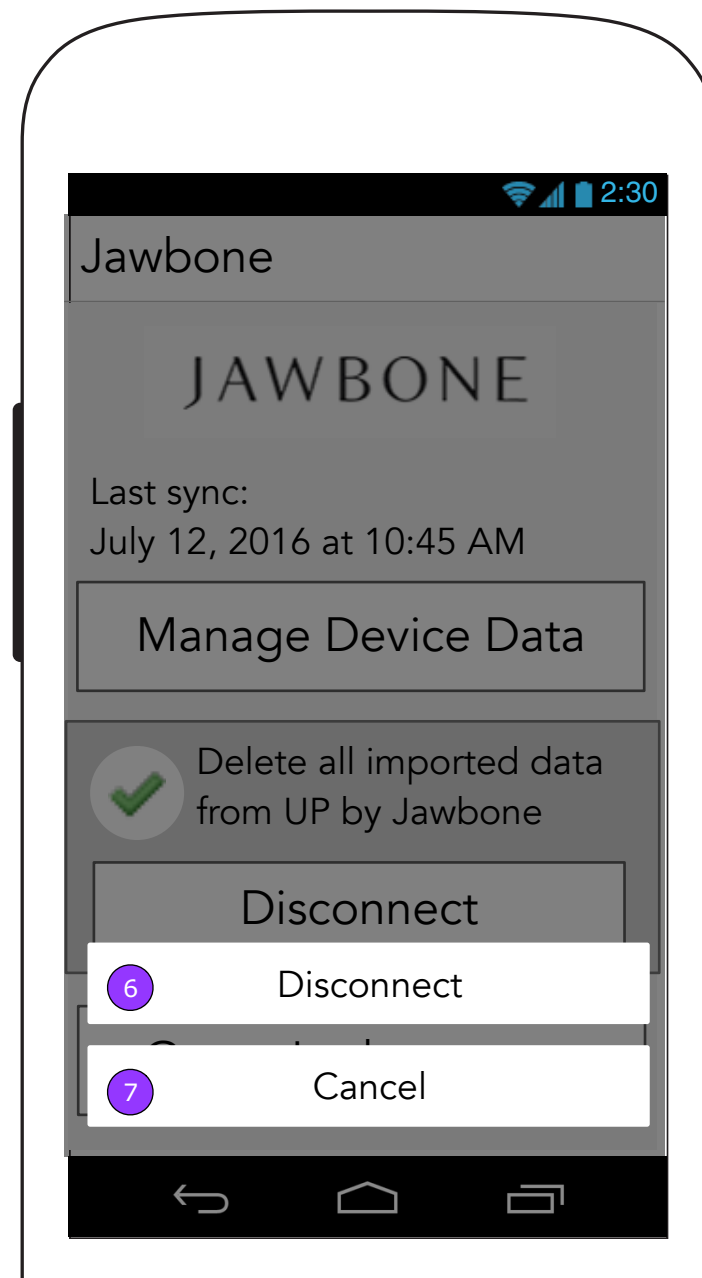 2:30
Jawbone
JAWBONE
Last sync:
July 12, 2016 at 10:45 AM
Manage Device Data
Delete all imported data
from UP by Jawbone
Disconnect
6 Disconnect
7 Cancel